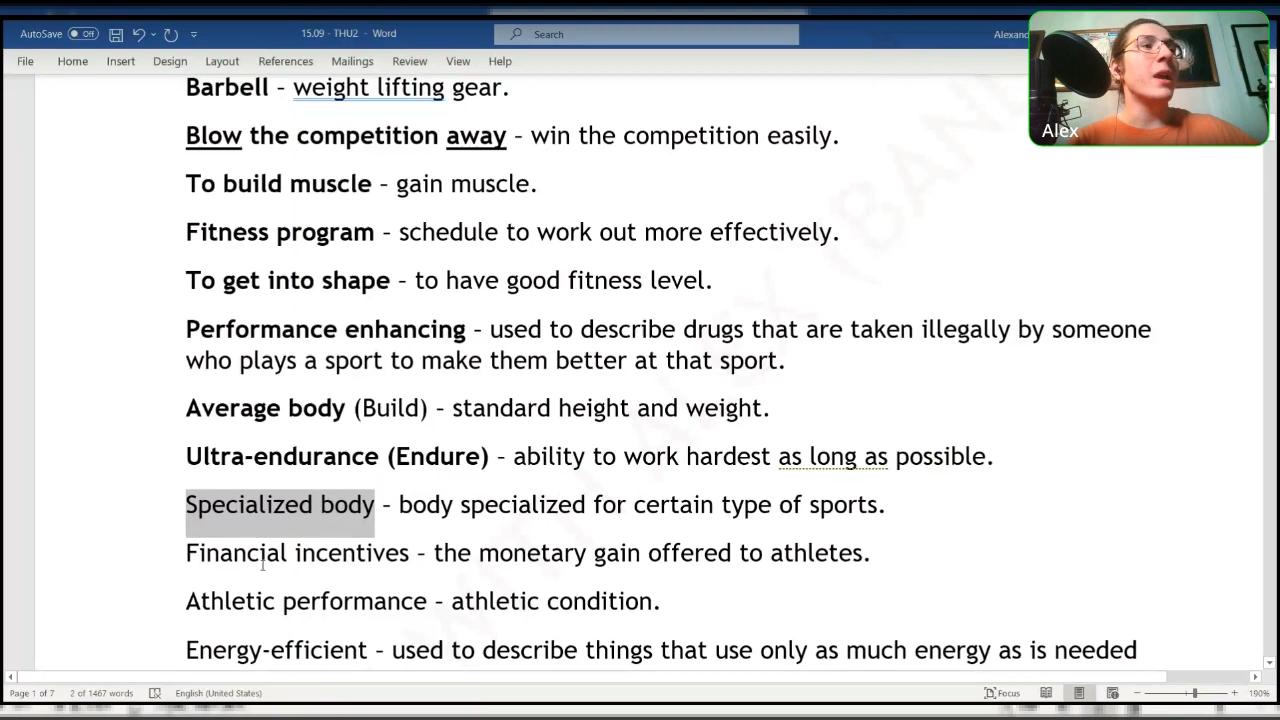 AutoSave Off 15.09 - THU2 - Word Search
File Home Insert Design Layout References Mailings Review View Help
Alex
Barbell – weight lifting gear.
Blow the competition away – win the competition easily.
To build muscle – gain muscle.
Fitness program – schedule to work out more effectively.
To get into shape – to have good fitness level.
Performance enhancing – used to describe drugs that are taken illegally by someone
who plays a sport to make them better at that sport.
Average body (Build) – standard height and weight.
Ultra-endurance (Endure) – ability to work hardest as long as possible.
Specialized body – body specialized for certain type of sports.
Financial incentives – the monetary gain offered to athletes.
Athletic performance – athletic condition.
Energy-efficient – used to describe things that use only as much energy as is needed
Page 1 of 7 2 of 1467 words English (United States) Focus 190%